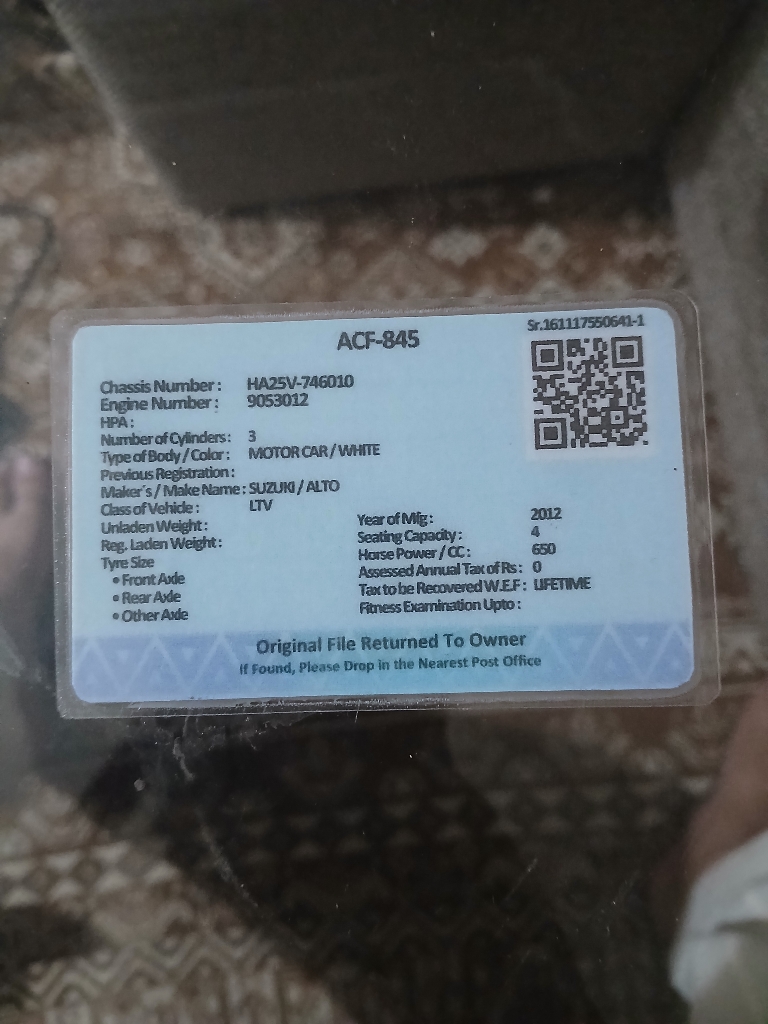 ACF-845
Sr.161117550641-1
Chassis Number : HA25V-746010
Engine Number : 9053012
HPA :
Number of Cylinders : 3
Type of Body / Color : MOTOR CAR / WHITE
Previous Registration :
Maker's / Make Name : SUZUKI / ALTO
Class of Vehicle : LTV
Unladen Weight :
Reg. Laden Weight :
Tyre Size
• Front Axle
• Rear Axle
• Other Axle
Year of Mfg : 2012
Seating Capacity : 4
Horse Power / CC : 650
Assessed Annual Tax of Rs : 0
Tax to be Recovered W.E.F : LIFETIME
Fitness Examination Upto :
Original File Returned To Owner
If Found, Please Drop in the Nearest Post Office